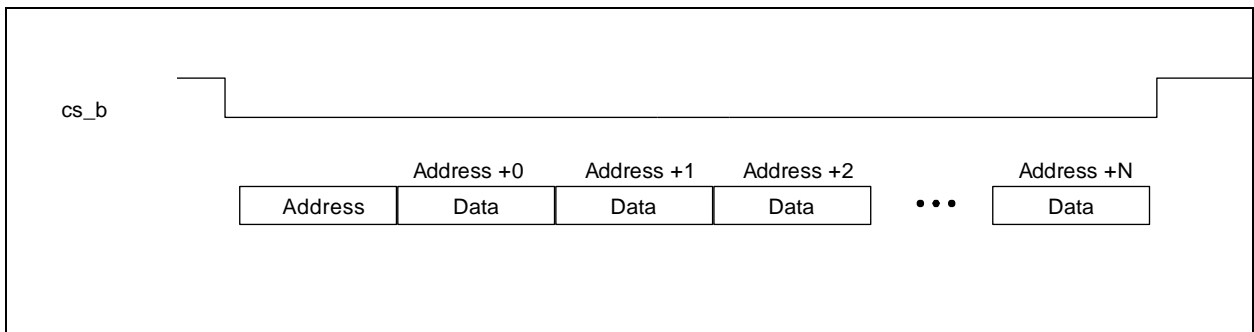 cs_b
Address +0 Address +1 Address +2 Address +N
Address Data Data Data • • • Data